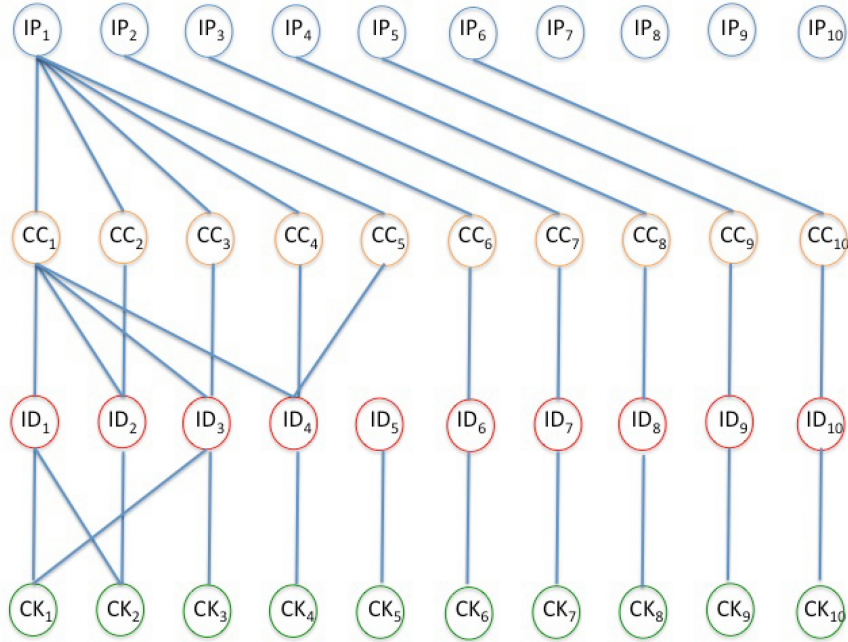 IP₁ IP₂ IP₃ IP₄ IP₅ IP₆ IP₇ IP₈ IP₉ IP₁₀
CC₁ CC₂ CC₃ CC₄ CC₅ CC₆ CC₇ CC₈ CC₉ CC₁₀
ID₁ ID₂ ID₃ ID₄ ID₅ ID₆ ID₇ ID₈ ID₉ ID₁₀
CK₁ CK₂ CK₃ CK₄ CK₅ CK₆ CK₇ CK₈ CK₉ CK₁₀